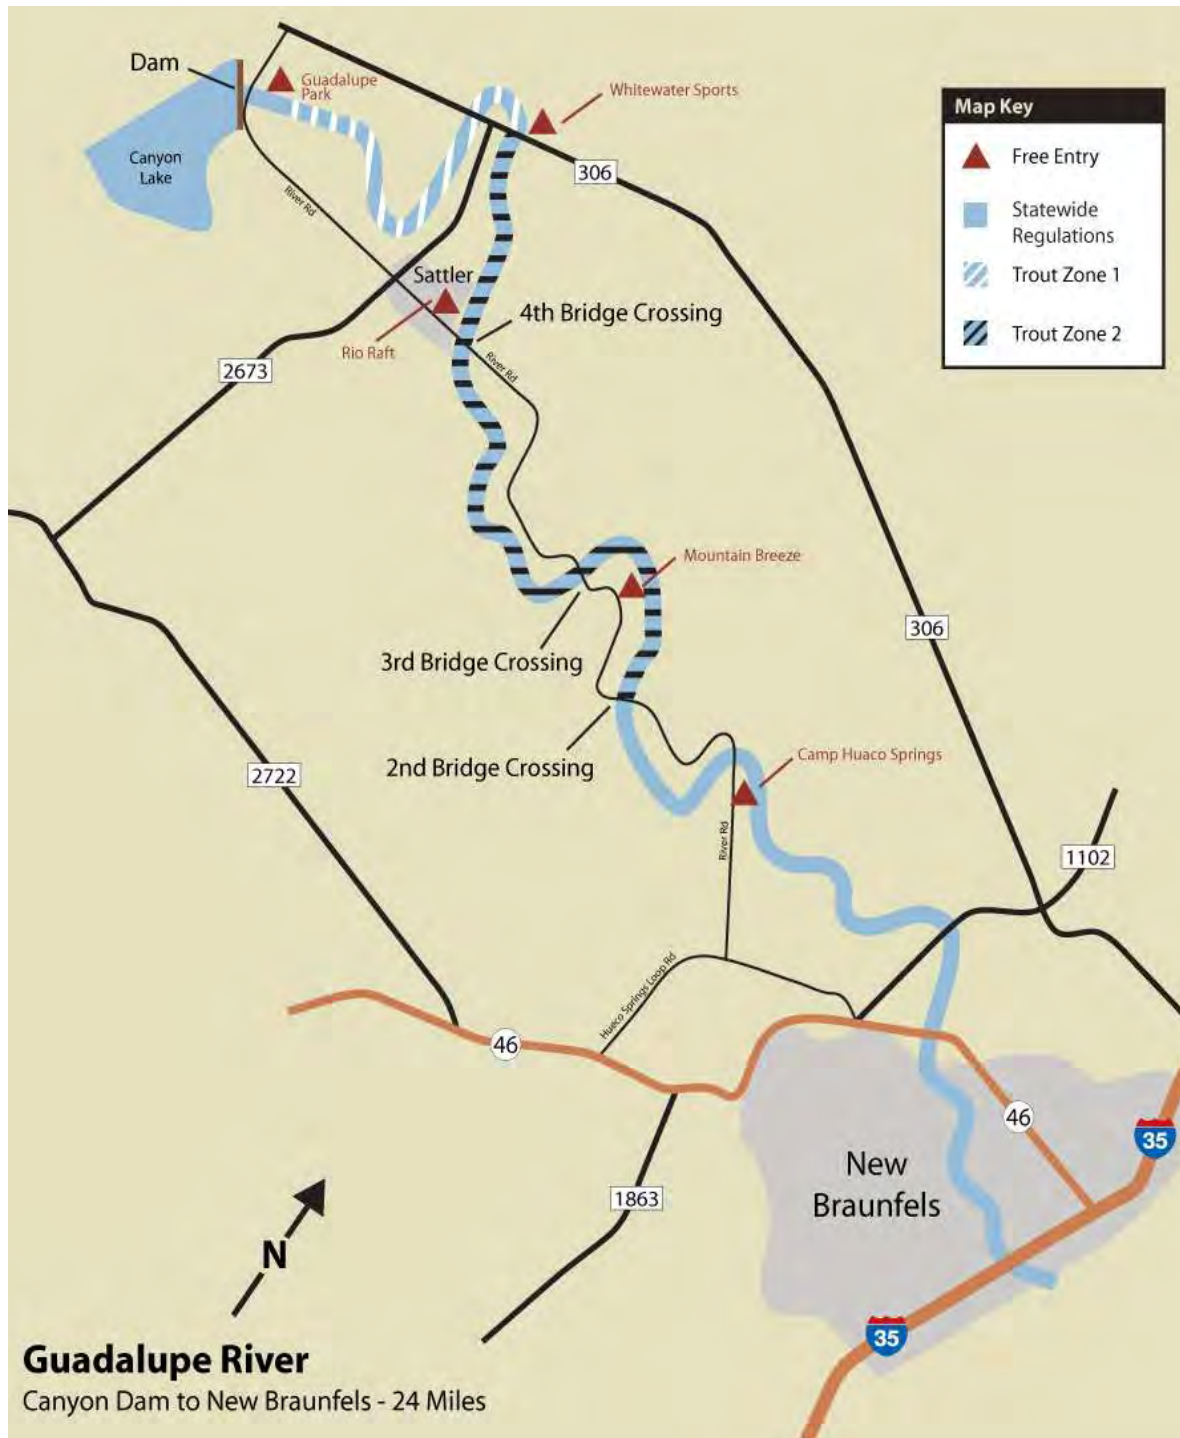 Dam
Guadalupe
Park
Whitewater Sports
Map Key
Free Entry
Statewide
Regulations
Trout Zone 1
Trout Zone 2
Canyon
Lake
306
River Rd
Sattler
4th Bridge Crossing
Rio Raft
River Rd
2673
Mountain Breeze
306
3rd Bridge Crossing
2nd Bridge Crossing
Camp Huaco Springs
2722
River Rd
1102
Hueco Springs Loop Rd
46
46
35
New
Braunfels
1863
N
35
Guadalupe River
Canyon Dam to New Braunfels - 24 Miles